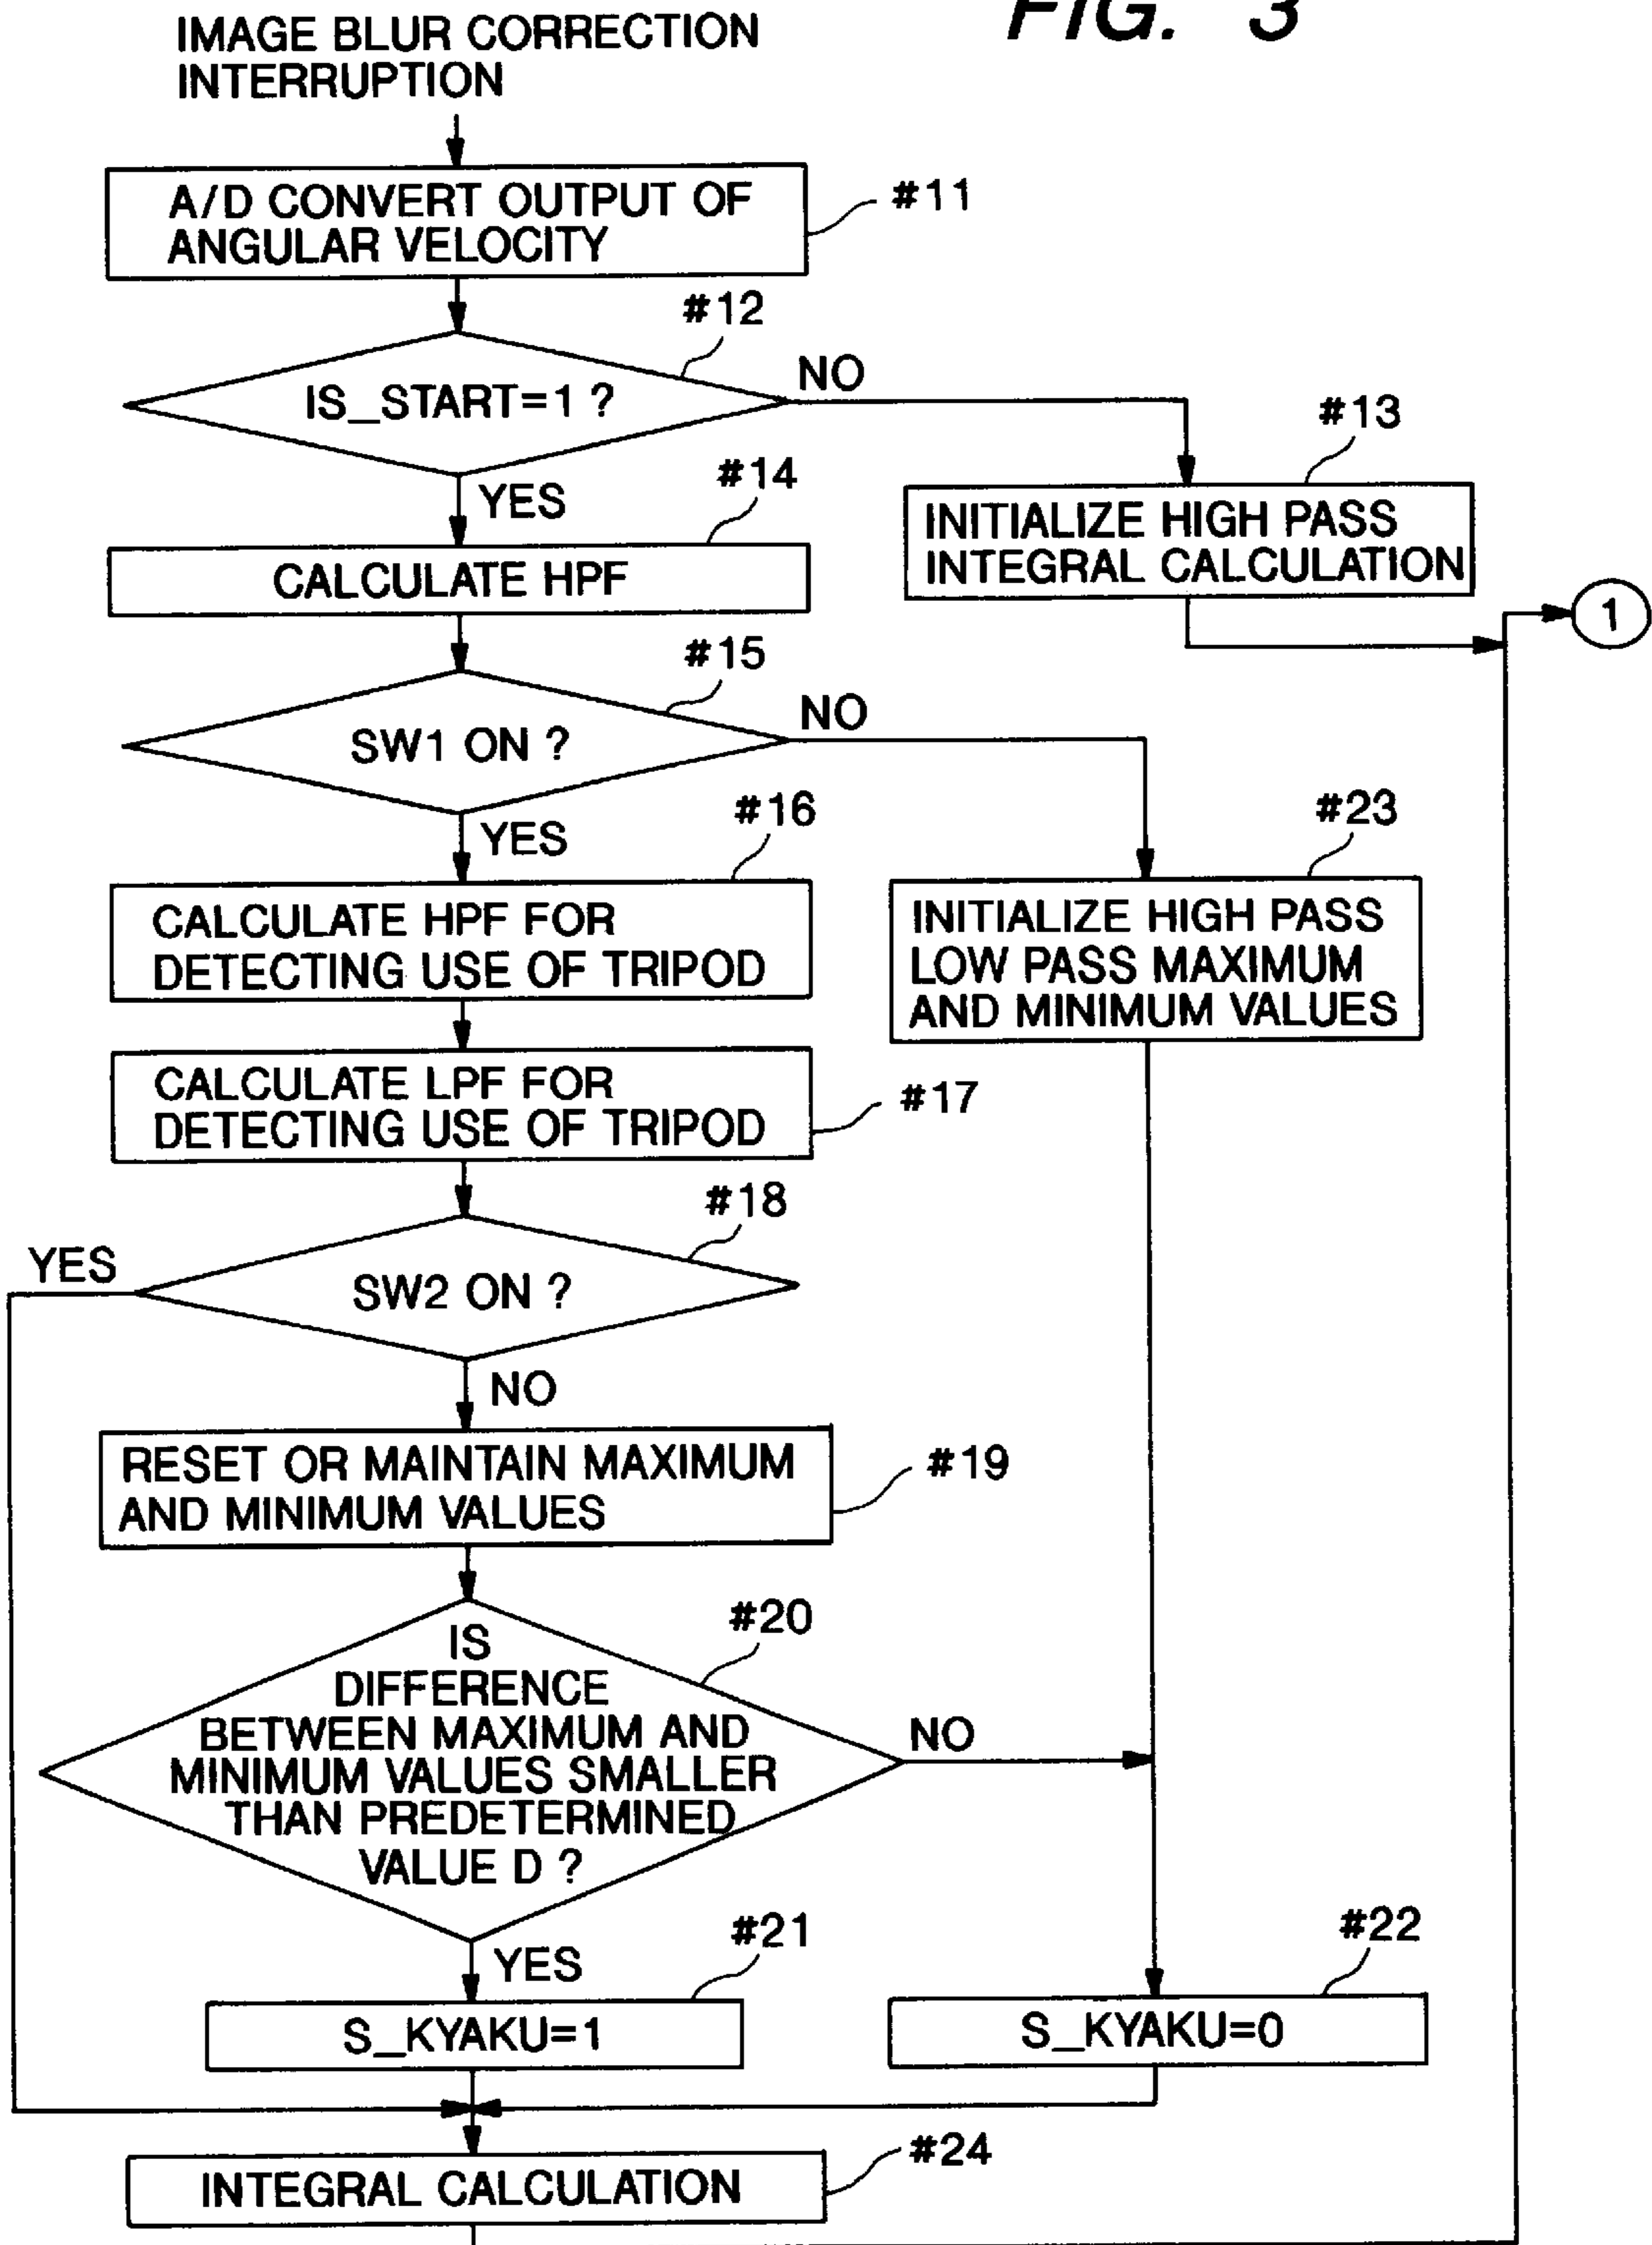 FIG. 3
IMAGE BLUR CORRECTION
INTERRUPTION
A/D CONVERT OUTPUT OF
ANGULAR VELOCITY
#11
#12
IS_START=1 ?
NO
YES
#13
INITIALIZE HIGH PASS
INTEGRAL CALCULATION
1
#14
CALCULATE HPF
#15
SW1 ON ?
NO
YES
#16
CALCULATE HPF FOR
DETECTING USE OF TRIPOD
#23
INITIALIZE HIGH PASS
LOW PASS MAXIMUM
AND MINIMUM VALUES
CALCULATE LPF FOR
DETECTING USE OF TRIPOD
#17
#18
YES
SW2 ON ?
NO
RESET OR MAINTAIN MAXIMUM
AND MINIMUM VALUES
#19
#20
IS
DIFFERENCE
BETWEEN MAXIMUM AND
MINIMUM VALUES SMALLER
THAN PREDETERMINED
VALUE D ?
NO
YES
#21
S_KYAKU=1
#22
S_KYAKU=0
#24
INTEGRAL CALCULATION